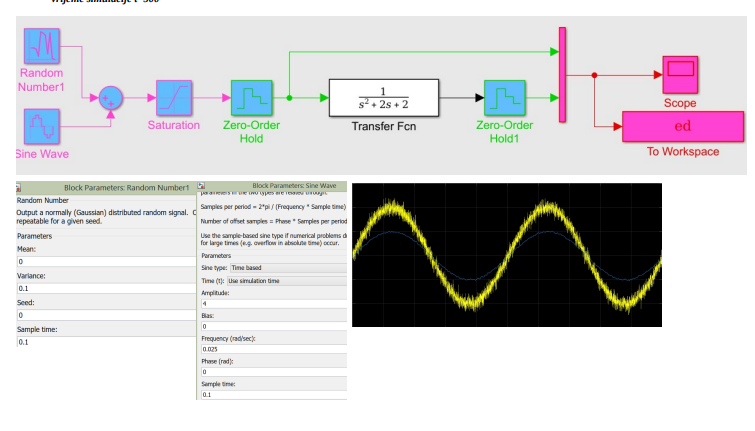 Vrijeme simulacije t=500
Random
Number1
Sine Wave
Saturation
Zero-Order
Hold
1
s² + 2s + 2
Transfer Fcn
Zero-Order
Hold1
Scope
ed
To Workspace
Block Parameters: Random Number1
Random Number
Output a normally (Gaussian) distributed random signal.
repeatable for a given seed.
Parameters
Mean:
0
Variance:
0.1
Seed:
0
Sample time:
0.1
Block Parameters: Sine Wave
parameters in the two types are related through:
Samples per period = 2*pi / (Frequency * Sample time)
Number of offset samples = Phase * Samples per period
Use the sample-based sine type if numerical problems
for large times (e.g. overflow in absolute time) occur.
Parameters
Sine type: Time based
Time (t): Use simulation time
Amplitude:
4
Bias:
0
Frequency (rad/sec):
0.025
Phase (rad):
0
Sample time:
0.1